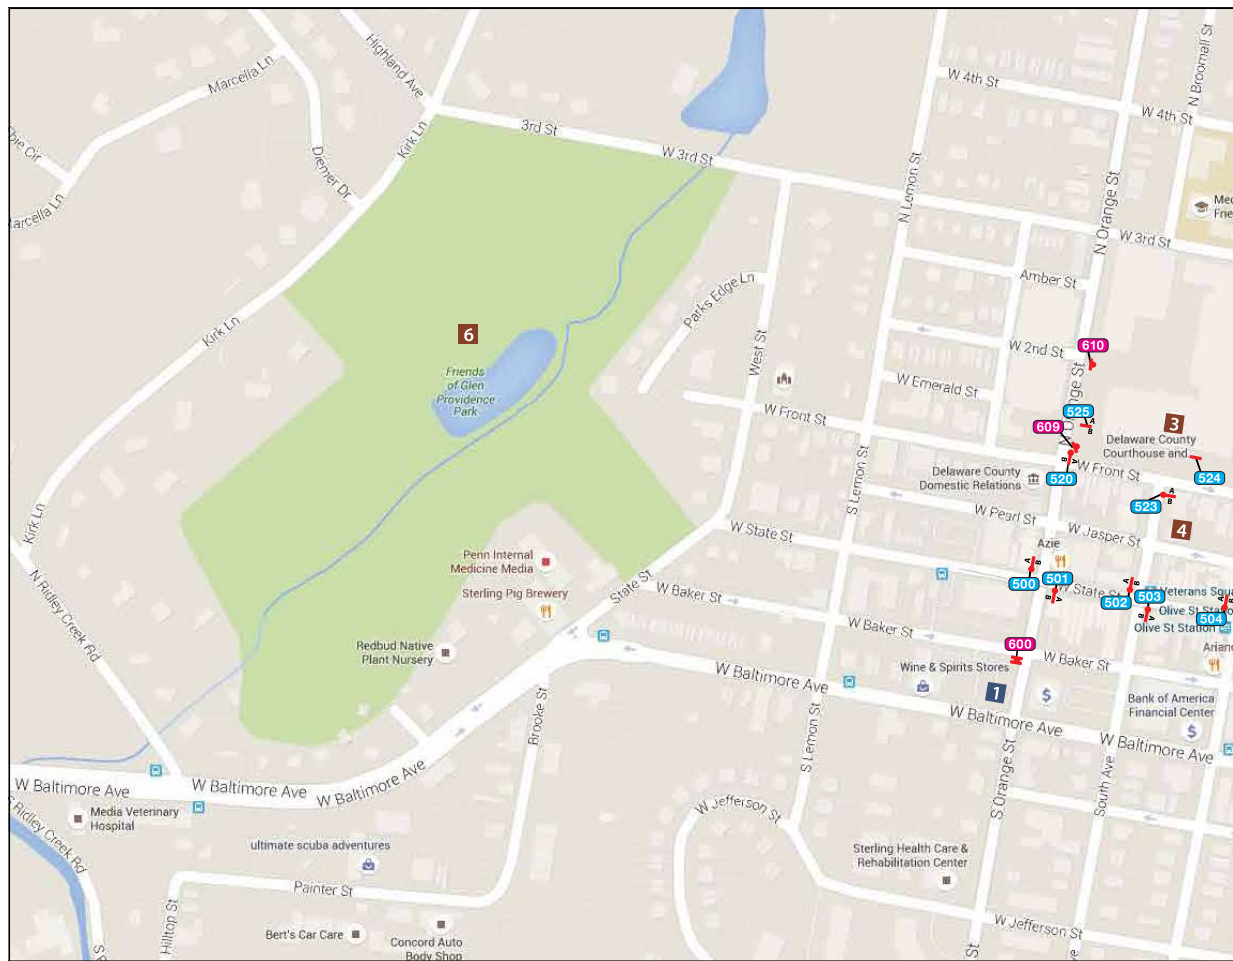 Highland Ave
Marcella Ln
bie Cir
Marcella Ln
Diemer Dr
Kirk Ln
3rd St
W 3rd St
W 4th St
W 4th St
N Broomall St
N Lemon St
N Orange St
W 3rd St
Amber St
Parks Edge Ln
West St
Kirk Ln
6
Friends
of Glen
Providence
Park
W 2nd St
610
W Emerald St
W Front St
525
A
B
609
3
Delaware County
Courthouse and
W Front St
524
Delaware County
Domestic Relations
B
A
520
A
B
523
4
S Lemon St
W Pearl St
W Jasper St
Kirk Ln
W State St
Azie
Penn Internal
Medicine Media
Sterling Pig Brewery
State St
A
B
500
501
B
A
W State St
A
B
502
503
B
A
Veterans Squa
Olive St Statio
Olive St Station
A
B
504
N Ridley Creek Rd
W Baker St
W Baker St
W Baker St
600
Redbud Native
Plant Nursery
Wine & Spirits Stores
1
W Baltimore Ave
W Baltimore Ave
W Baltimore Ave
Bank of America
Financial Center
Brooke St
S Lemon St
S Orange St
South Ave
W Baltimore Ave
W Baltimore Ave
W Baltimore Ave
Media Veterinary
Hospital
S Ridley Creek Rd
ultimate scuba adventures
W Jefferson St
Sterling Health Care &
Rehabilitation Center
Painter St
Hilltop St
Bert's Car Care
Concord Auto
Body Shop
W Jefferson St